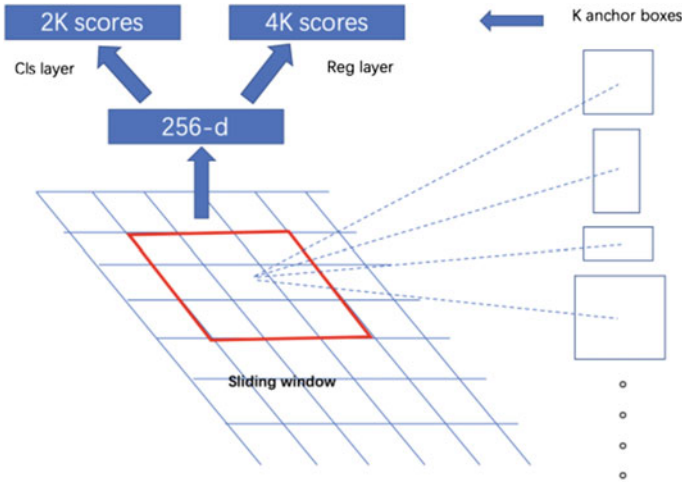 2K scores
4K scores
K anchor boxes
Cls layer
Reg layer
256-d
Sliding window